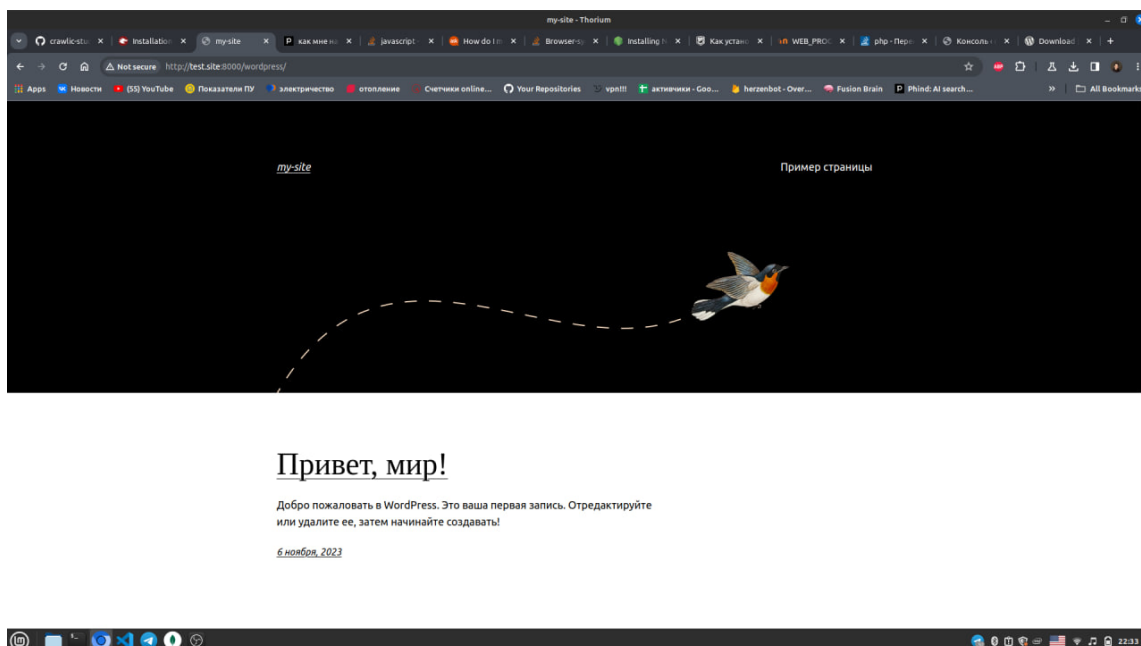 my-site - Thorium
crawlic-stu Installation my-site как мне на javascript - How do I m Browser-sy Installing N Как устано WEB_PROC php - Пере Консоль Download
Not secure http://test.site:8000/wordpress/
Apps Новости (55) YouTube Показатели ПУ электричество отопление Счетчики online... Your Repositories vpn!!! активчики - Goo... herzenbot - Over... Fusion Brain Phind: AI search... » All Bookmarks
my-site Пример страницы
Привет, мир!
Добро пожаловать в WordPress. Это ваша первая запись. Отредактируйте
или удалите ее, затем начинайте создавать!
6 ноября, 2023
22:33